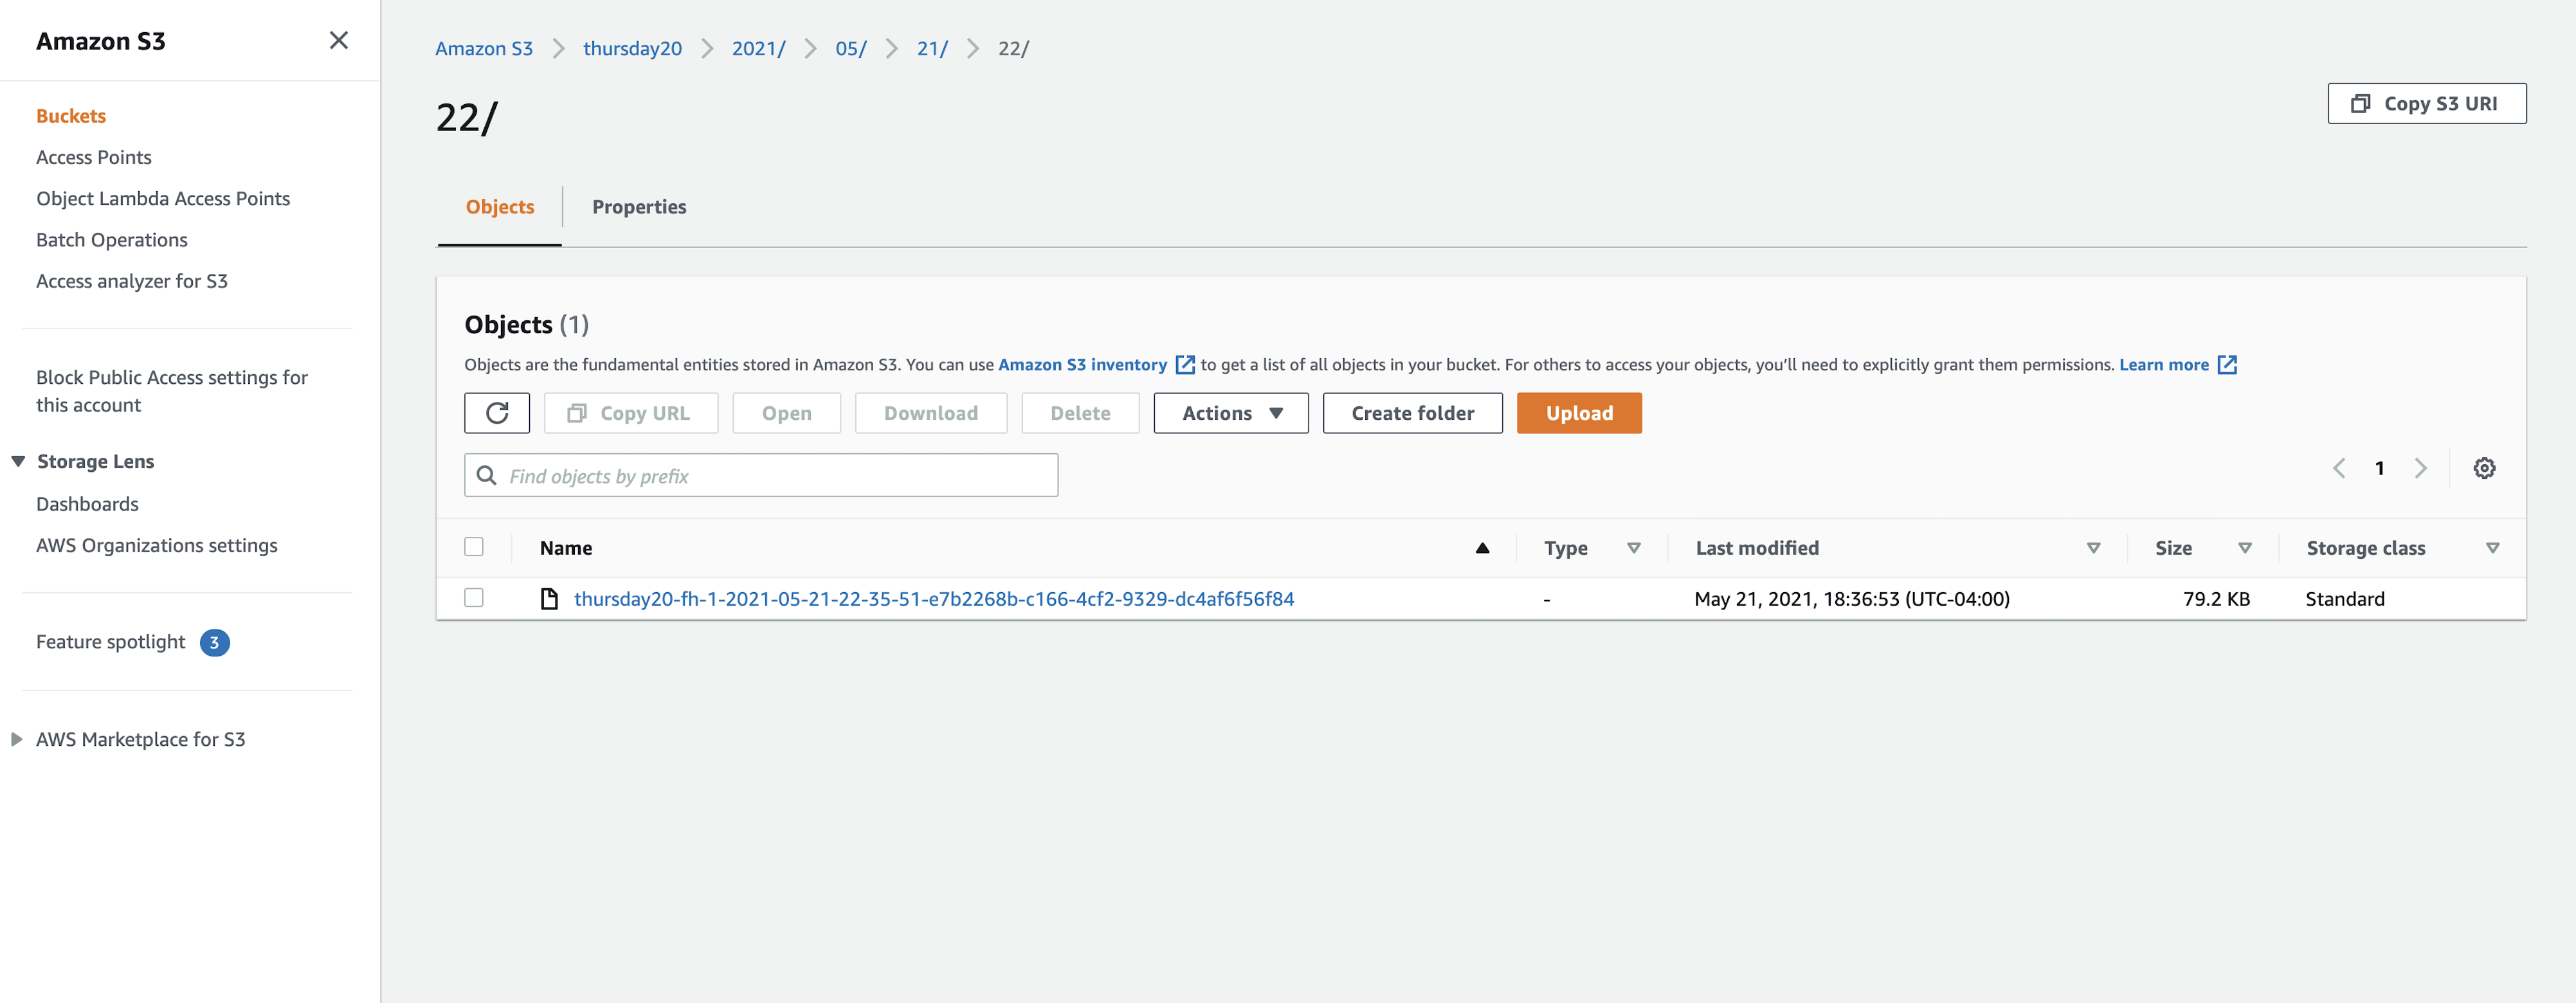 Amazon S3
Buckets
Access Points
Object Lambda Access Points
Batch Operations
Access analyzer for S3
Block Public Access settings for
this account
Storage Lens
Dashboards
AWS Organizations settings
Feature spotlight 3
AWS Marketplace for S3
Amazon S3 thursday20 2021/ 05/ 21/ 22/
22/
Copy S3 URI
Objects Properties
Objects (1)
Objects are the fundamental entities stored in Amazon S3. You can use Amazon S3 inventory to get a list of all objects in your bucket. For others to access your objects, you’ll need to explicitly grant them permissions. Learn more
Copy URL Open Download Delete Actions Create folder Upload
Find objects by prefix
1
Name Type Last modified Size Storage class
thursday20-fh-1-2021-05-21-22-35-51-e7b2268b-c166-4cf2-9329-dc4af6f56f84 - May 21, 2021, 18:36:53 (UTC-04:00) 79.2 KB Standard